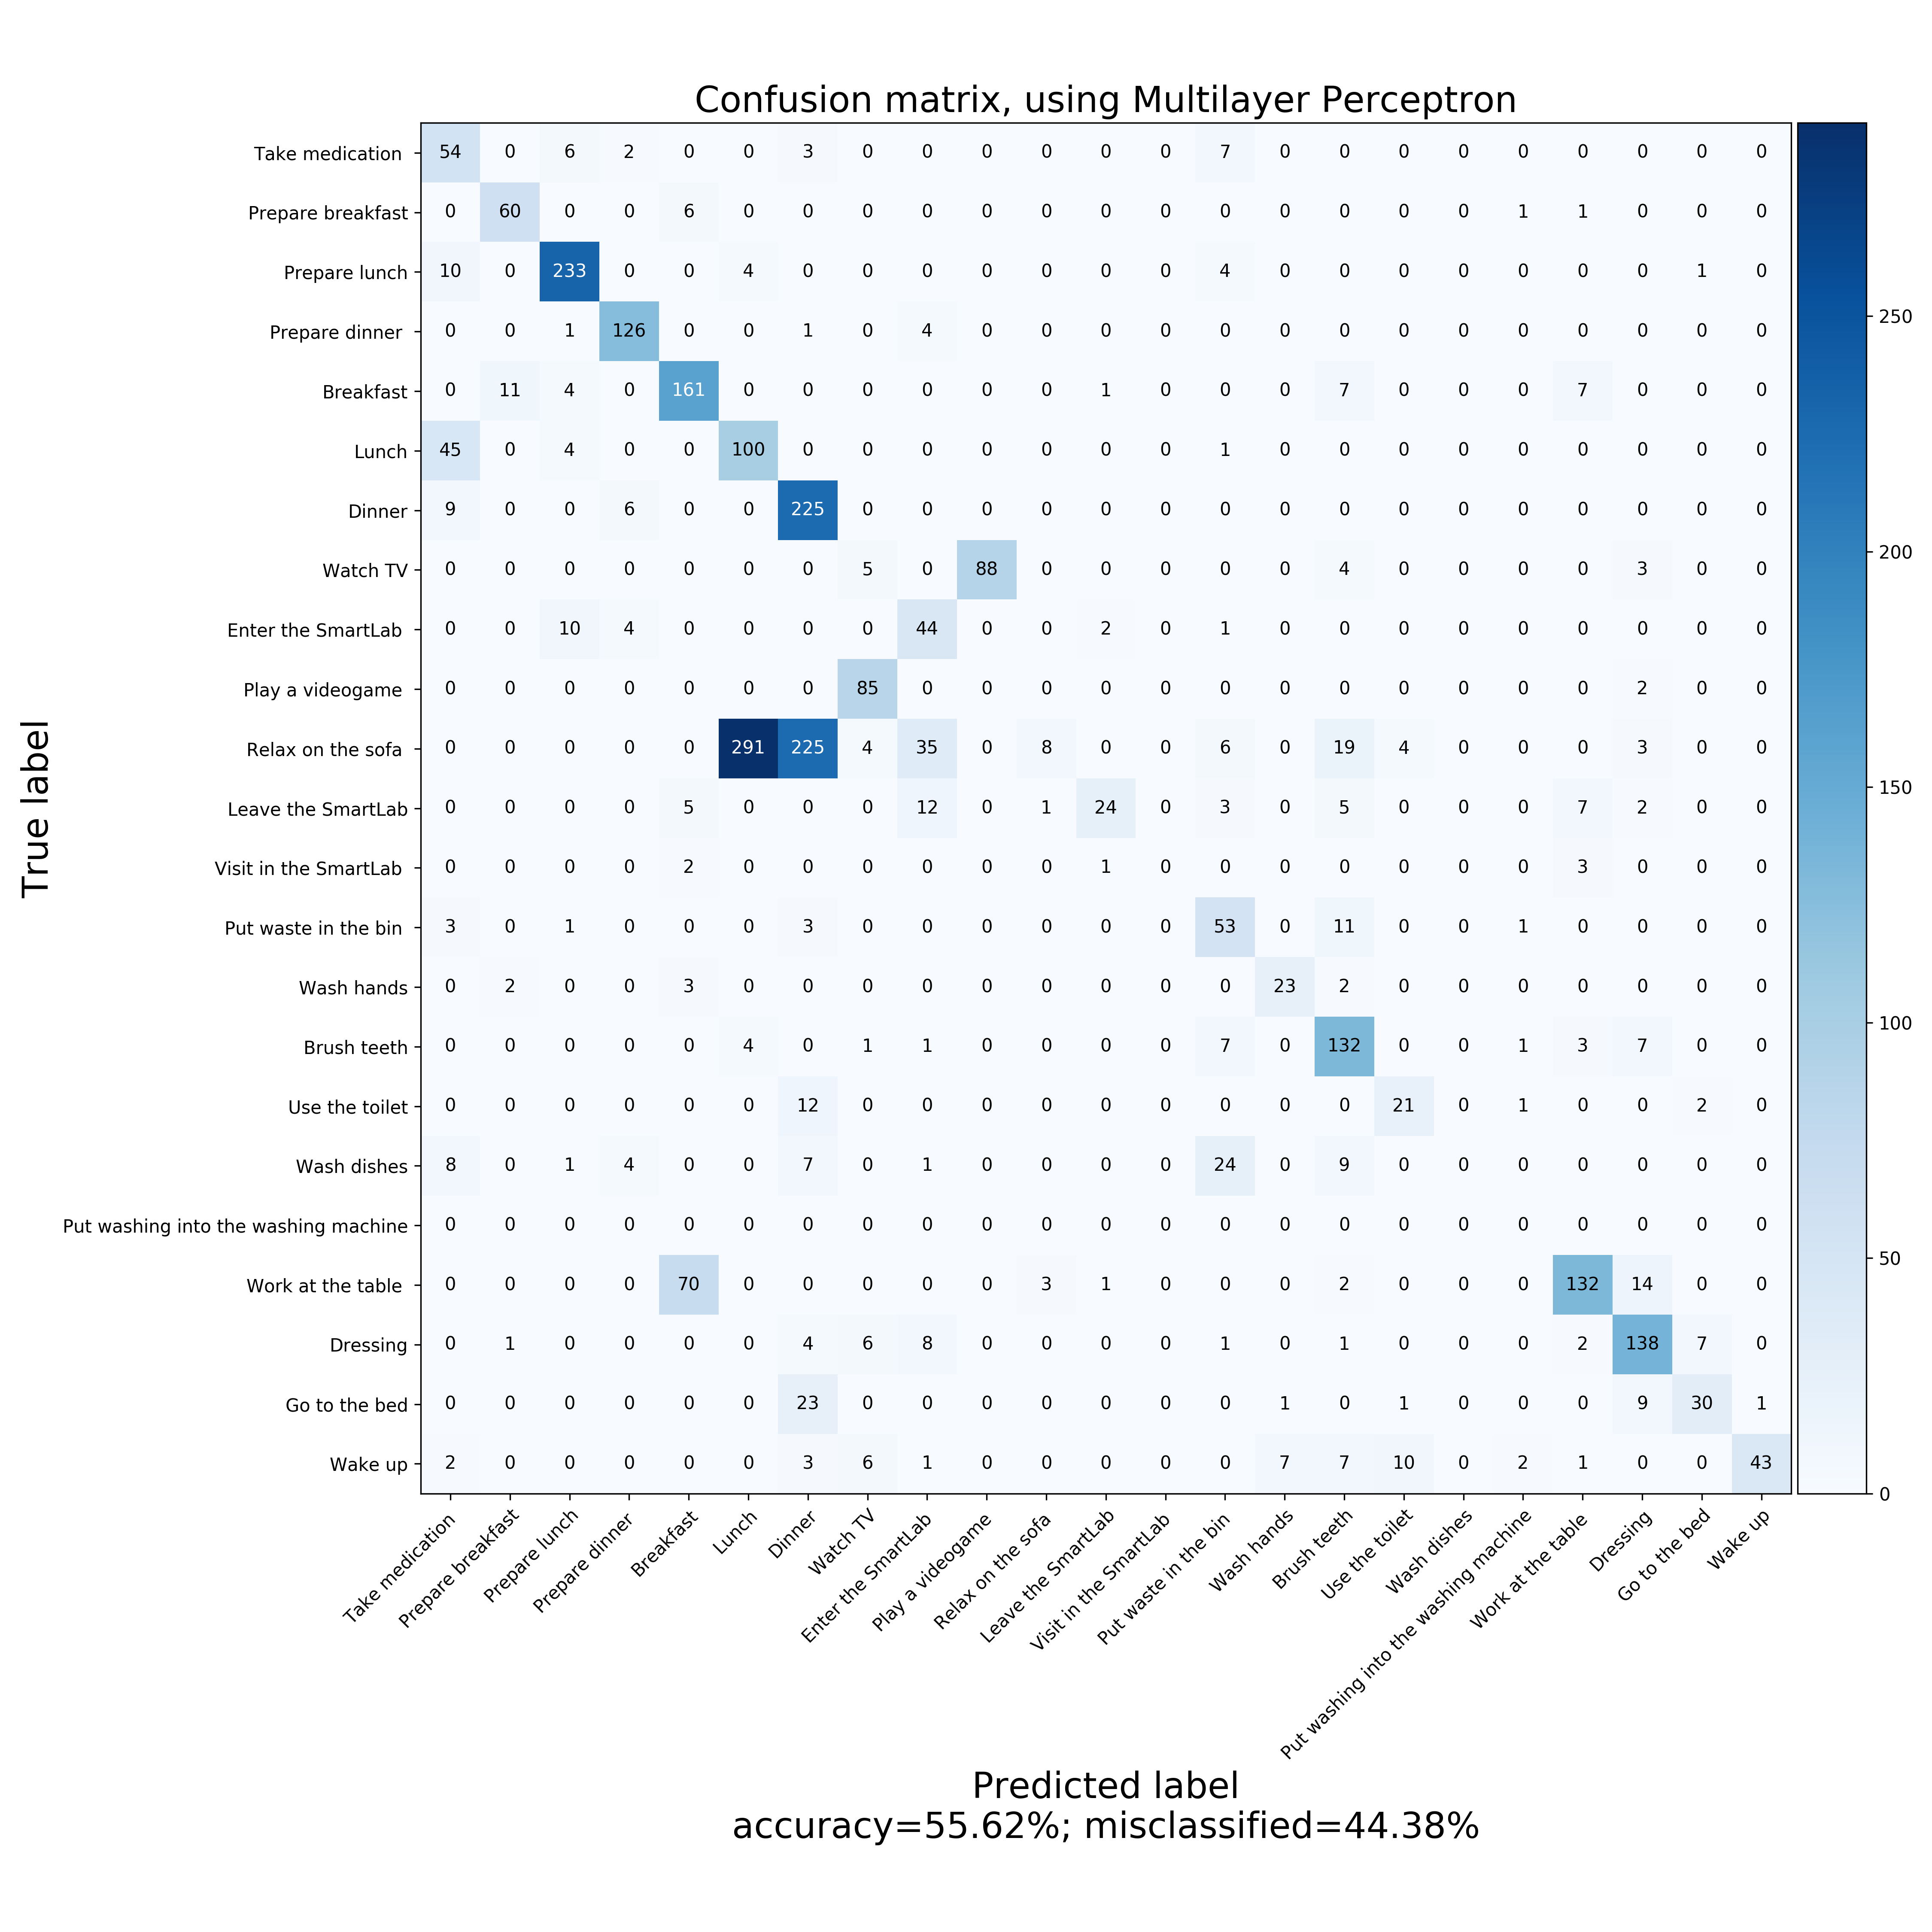 Confusion matrix, using Multilayer Perceptron
True label
Take medication 54 0 6 2 0 0 3 0 0 0 0 0 0 7 0 0 0 0 0 0 0 0 0
Prepare breakfast 0 60 0 0 6 0 0 0 0 0 0 0 0 0 0 0 0 0 1 1 0 0 0
Prepare lunch 10 0 233 0 0 4 0 0 0 0 0 0 0 4 0 0 0 0 0 0 0 1 0
Prepare dinner 0 0 1 126 0 0 1 0 4 0 0 0 0 0 0 0 0 0 0 0 0 0 0
Breakfast 0 11 4 0 161 0 0 0 0 0 0 1 0 0 0 7 0 0 0 7 0 0 0
Lunch 45 0 4 0 0 100 0 0 0 0 0 0 0 1 0 0 0 0 0 0 0 0 0
Dinner 9 0 0 6 0 0 225 0 0 0 0 0 0 0 0 0 0 0 0 0 0 0 0
Watch TV 0 0 0 0 0 0 0 5 0 88 0 0 0 0 0 4 0 0 0 0 3 0 0
Enter the SmartLab 0 0 10 4 0 0 0 0 44 0 0 2 0 1 0 0 0 0 0 0 0 0 0
Play a videogame 0 0 0 0 0 0 0 85 0 0 0 0 0 0 0 0 0 0 0 0 2 0 0
Relax on the sofa 0 0 0 0 0 291 225 4 35 0 8 0 0 6 0 19 4 0 0 0 3 0 0
Leave the SmartLab 0 0 0 0 5 0 0 0 12 0 1 24 0 3 0 5 0 0 0 7 2 0 0
Visit in the SmartLab 0 0 0 0 2 0 0 0 0 0 0 1 0 0 0 0 0 0 0 3 0 0 0
Put waste in the bin 3 0 1 0 0 0 3 0 0 0 0 0 0 53 0 11 0 0 1 0 0 0 0
Wash hands 0 2 0 0 3 0 0 0 0 0 0 0 0 0 23 2 0 0 0 0 0 0 0
Brush teeth 0 0 0 0 0 4 0 1 1 0 0 0 0 7 0 132 0 0 1 3 7 0 0
Use the toilet 0 0 0 0 0 0 12 0 0 0 0 0 0 0 0 0 21 0 1 0 0 2 0
Wash dishes 8 0 1 4 0 0 7 0 1 0 0 0 0 24 0 9 0 0 0 0 0 0 0
Put washing into the washing machine 0 0 0 0 0 0 0 0 0 0 0 0 0 0 0 0 0 0 0 0 0 0 0
Work at the table 0 0 0 0 70 0 0 0 0 0 3 1 0 0 0 2 0 0 0 132 14 0 0
Dressing 0 1 0 0 0 0 4 6 8 0 0 0 0 1 0 1 0 0 0 2 138 7 0
Go to the bed 0 0 0 0 0 0 23 0 0 0 0 0 0 0 1 0 1 0 0 0 9 30 1
Wake up 2 0 0 0 0 0 3 6 1 0 0 0 0 0 7 7 10 0 2 1 0 0 43
Take medication
Prepare breakfast
Prepare lunch
Prepare dinner
Breakfast
Lunch
Dinner
Watch TV
Enter the SmartLab
Play a videogame
Relax on the sofa
Leave the SmartLab
Visit in the SmartLab
Put waste in the bin
Wash hands
Brush teeth
Use the toilet
Wash dishes
Put washing into the washing machine
Work at the table
Dressing
Go to the bed
Wake up
250
200
150
100
50
0
Predicted label
accuracy=55.62%; misclassified=44.38%